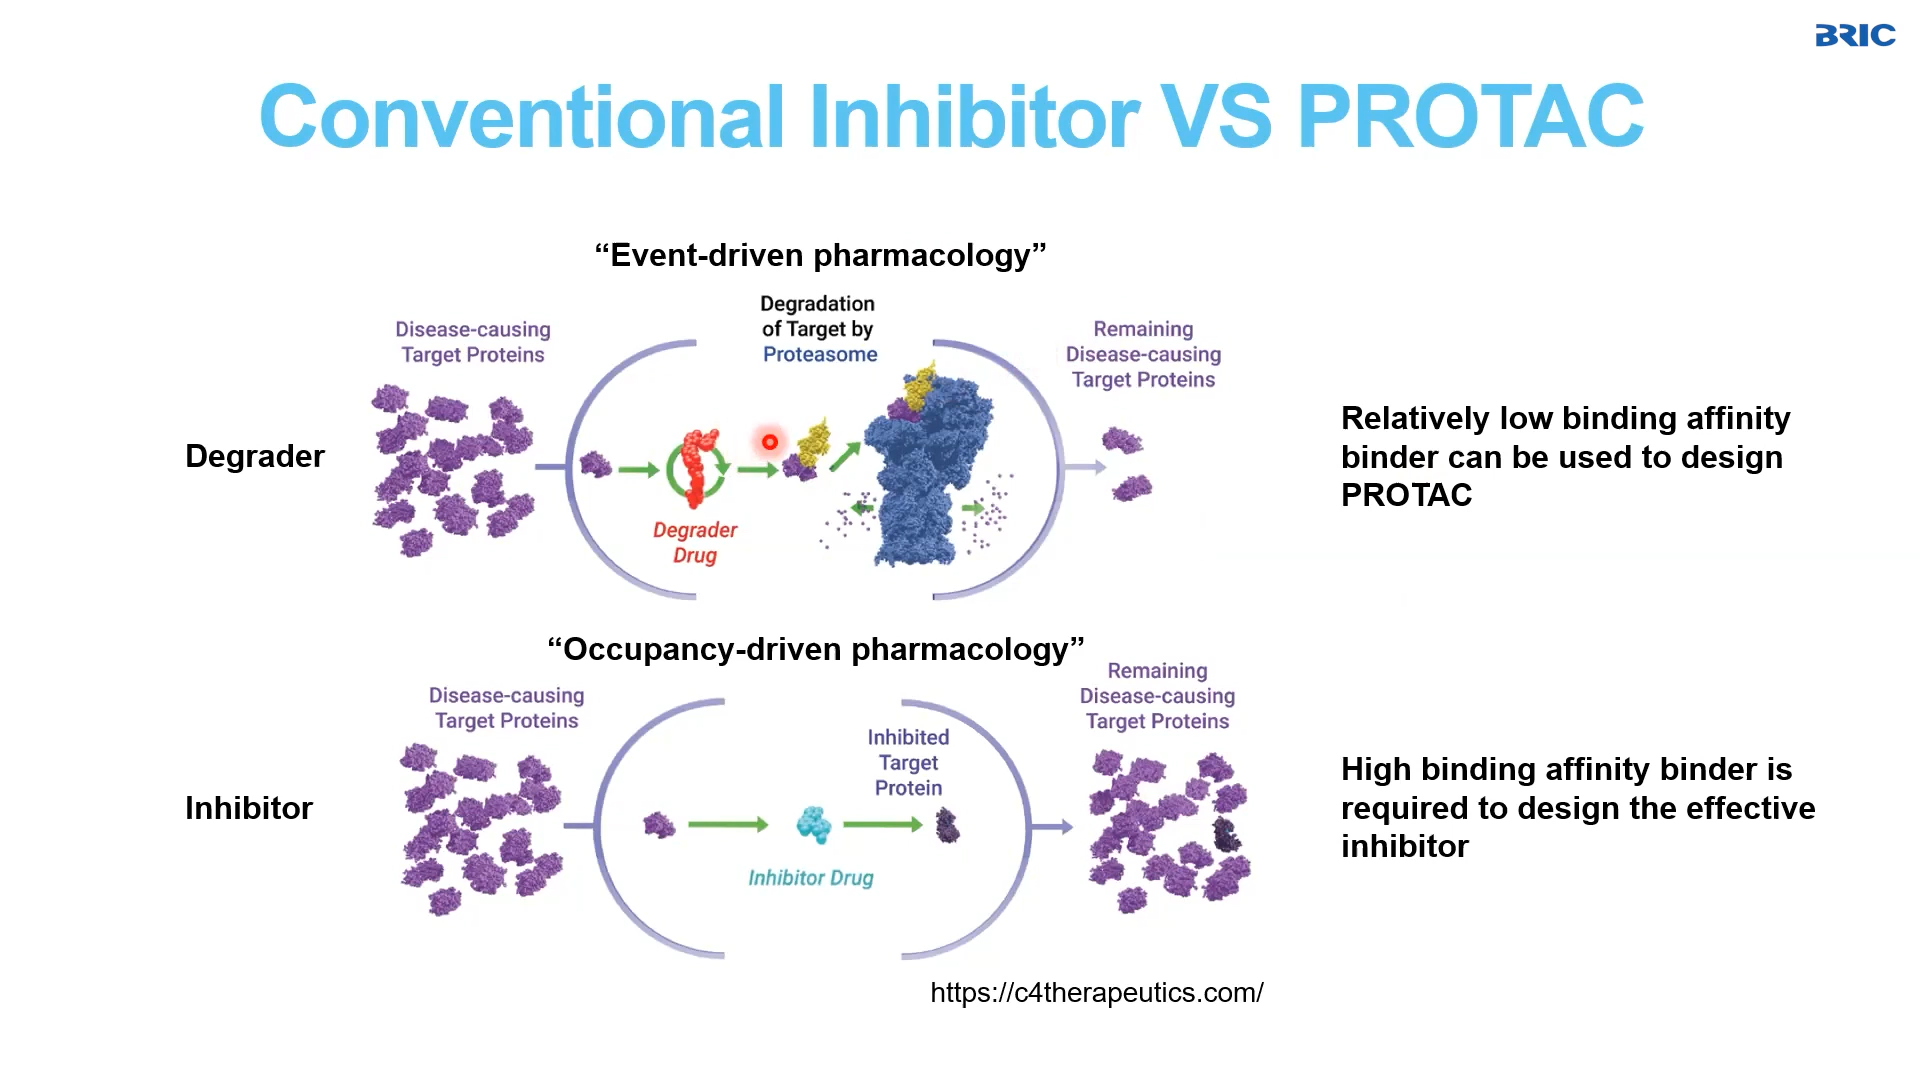 BRIC
Conventional Inhibitor VS PROTAC
“Event-driven pharmacology”
Degrader
Disease-causing
Target Proteins
Degradation
of Target by
Proteasome
Degrader
Drug
Remaining
Disease-causing
Target Proteins
Relatively low binding affinity
binder can be used to design
PROTAC
“Occupancy-driven pharmacology”
Inhibitor
Disease-causing
Target Proteins
Inhibitor Drug
Inhibited
Target
Protein
Remaining
Disease-causing
Target Proteins
High binding affinity binder is
required to design the effective
inhibitor
https://c4therapeutics.com/